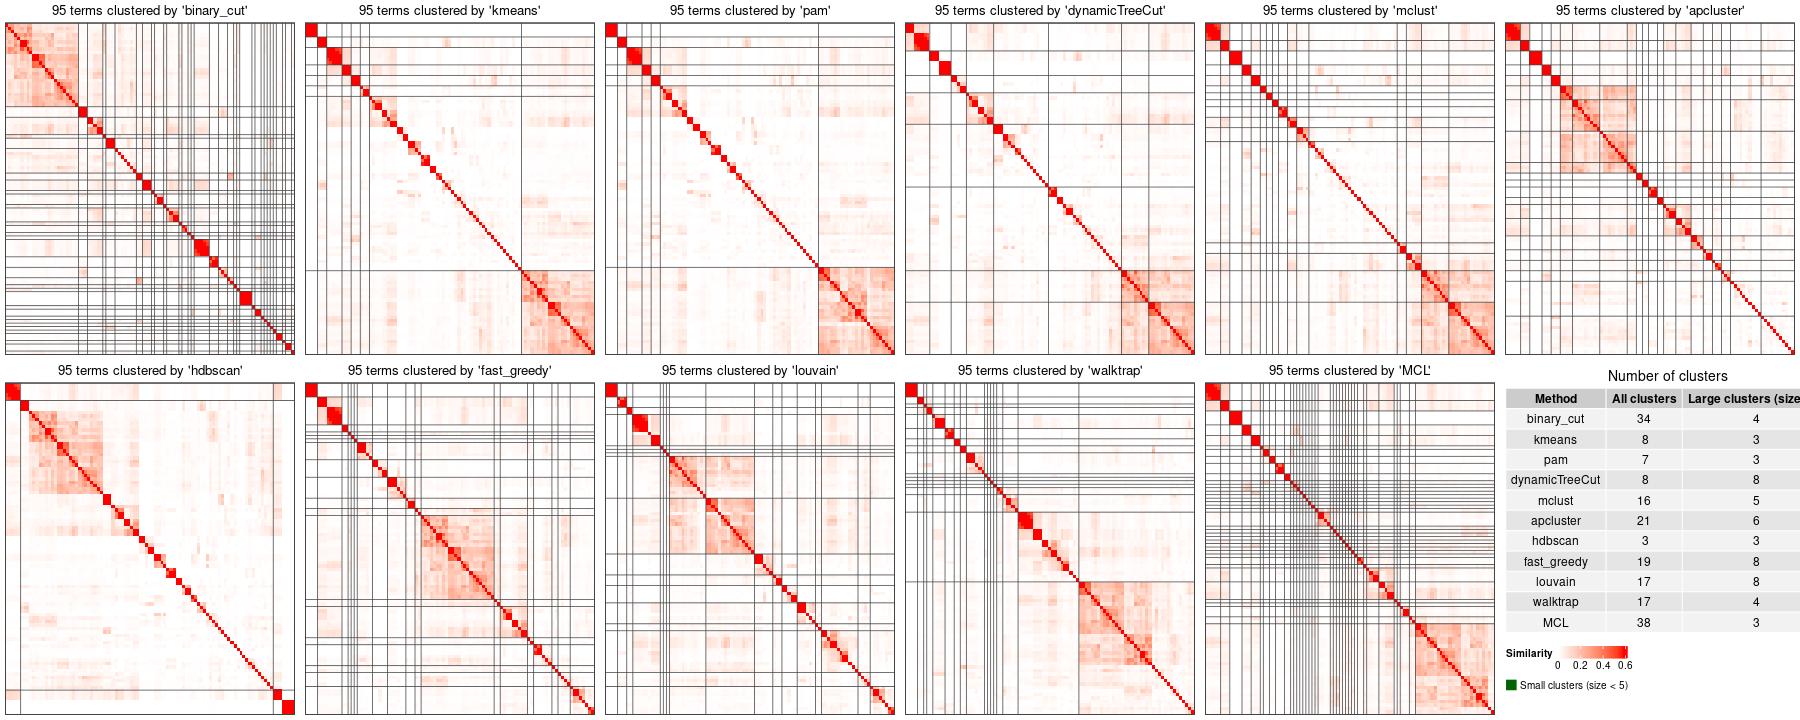 95 terms clustered by 'binary_cut'
95 terms clustered by 'kmeans'
95 terms clustered by 'pam'
95 terms clustered by 'dynamicTreeCut'
95 terms clustered by 'mclust'
95 terms clustered by 'apcluster'
95 terms clustered by 'hdbscan'
95 terms clustered by 'fast_greedy'
95 terms clustered by 'louvain'
95 terms clustered by 'walktrap'
95 terms clustered by 'MCL'
Number of clusters
Method All clusters Large clusters (size
binary_cut 34 4
kmeans 8 3
pam 7 3
dynamicTreeCut 8 8
mclust 16 5
apcluster 21 6
hdbscan 3 3
fast_greedy 19 8
louvain 17 8
walktrap 17 4
MCL 38 3
Similarity
0 0.2 0.4 0.6
Small clusters (size < 5)